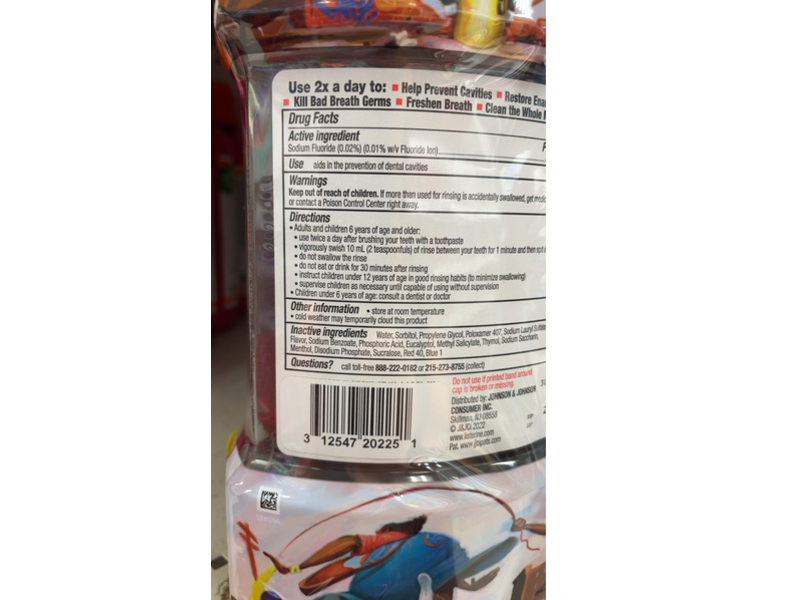 Use 2x a day to: ▪ Help Prevent Cavities ▪ Restore
▪ Kill Bad Breath Germs ▪ Freshen Breath ▪ Clean the Whole
Drug Facts
Active ingredient
Sodium Fluoride (0.02%) (0.01% w/v Fluoride Ion)
Use aids in the prevention of dental cavities
Warnings
Keep out of reach of children. If more than used for rinsing is accidentally swallowed, get
or contact a Poison Control Center right away.
Directions
• Adults and children 6 years of age and older:
• use twice a day after brushing your teeth with a toothpaste
• vigorously swish 10 mL (2 teaspoonfuls) of rinse between your teeth for 1 minute and then
• do not swallow the rinse
• do not eat or drink for 30 minutes after rinsing
• instruct children under 12 years of age in good rinsing habits (to minimize swallowing)
• supervise children as necessary until capable of using without supervision
• Children under 6 years of age: consult a dentist or doctor
Other information • store at room temperature
• cold weather may temporarily cloud this product
Inactive ingredients Water, Sorbitol, Propylene Glycol, Poloxamer 407, Sodium Lauryl
Flavor, Sodium Benzoate, Phosphoric Acid, Eucalyptol, Methyl Salicylate, Thymol, Sodium Saccharin,
Menthol, Disodium Phosphate, Sucralose, Red 40, Blue 1
Questions? call toll-free 888-222-0182 or 215-273-8755 (collect)
Do not use if printed band around
cap is broken or missing.
Distributed by: JOHNSON & JOHNSON
CONSUMER INC.
Skillman, NJ 08558
© J&JCI 2022
www.listerine.com
Pat. www.jjcipats.com
3 12547 20225 1